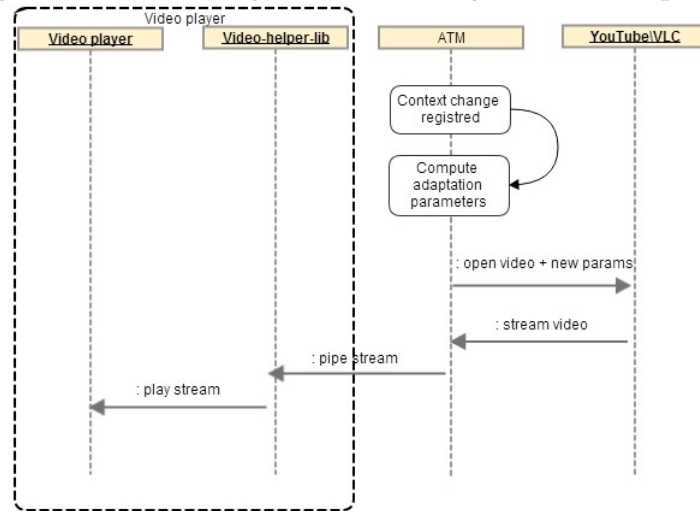 Video player
Video player
Video-helper-lib
ATM
YouTube\VLC
Context change
registred
Compute
adaptation
parameters
: open video + new params
: stream video
: pipe stream
: play stream